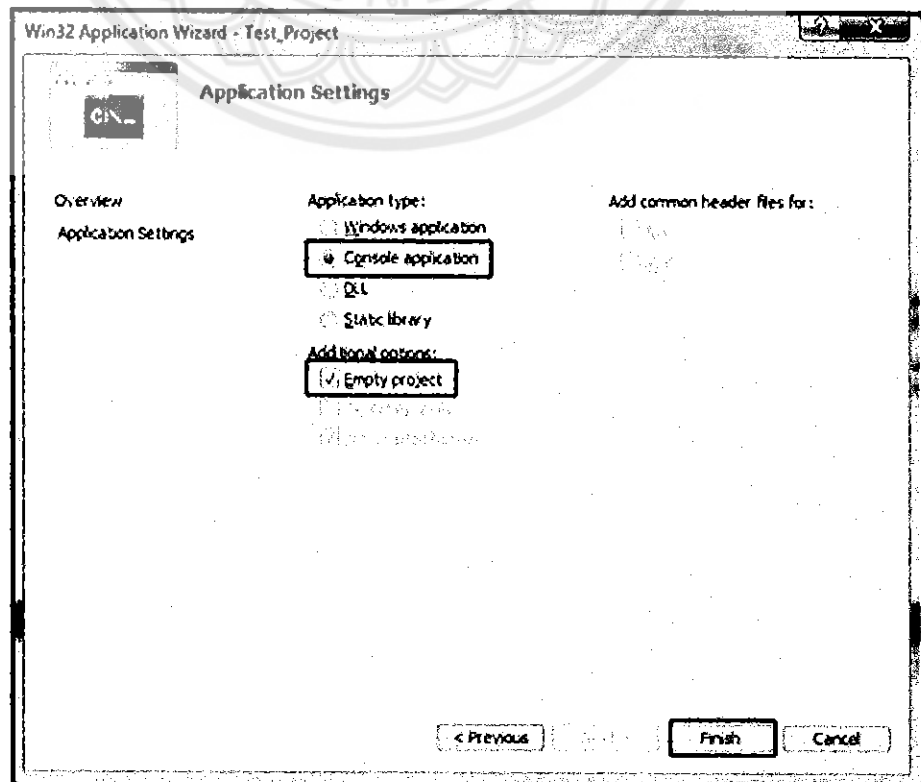 Win32 Application Wizard - Test_Project
Application Settings
Overview
Application Settings
Application type:
Windows application
Console application
DLL
Static library
Additional options:
Empty project
Add common header files for:
< Previous
Finish
Cancel